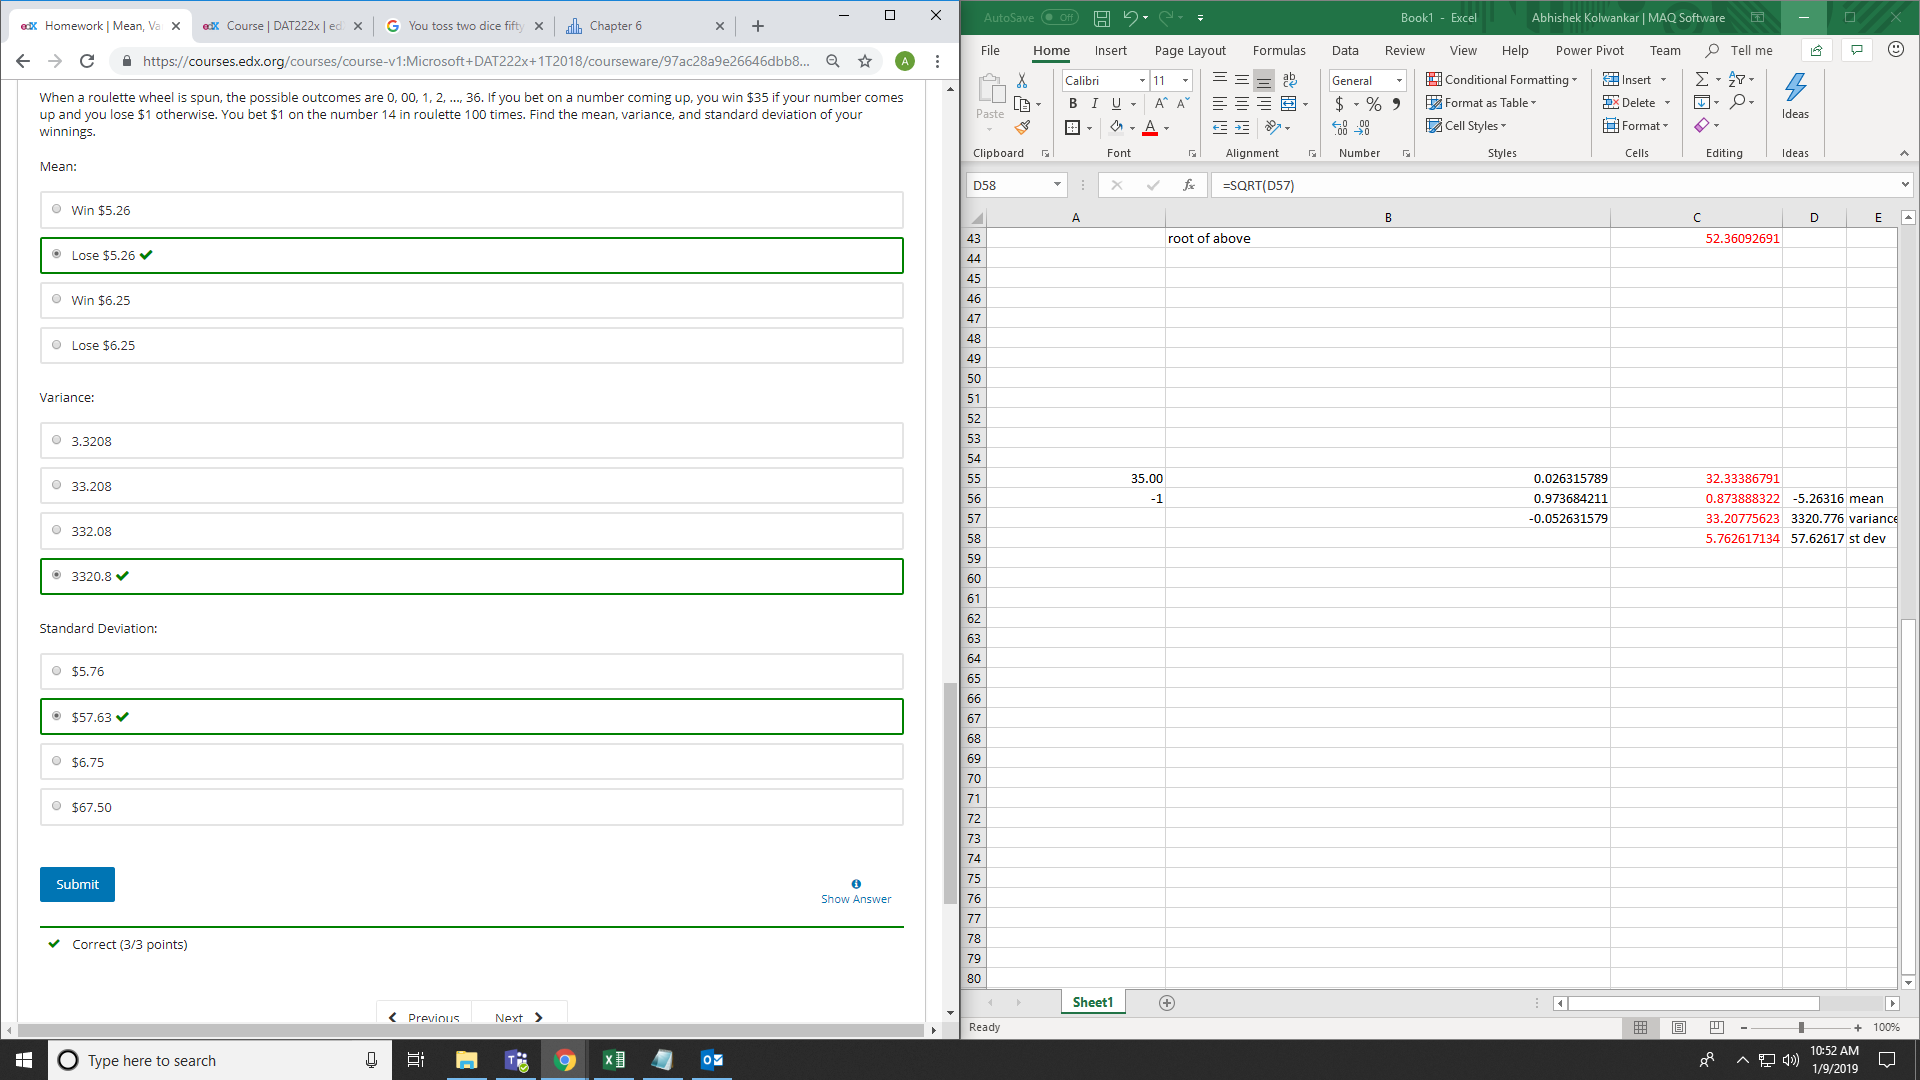 Homework | Mean, Va
Course | DAT222x | ed
You toss two dice fifty
Chapter 6
https://courses.edx.org/courses/course-v1:Microsoft+DAT222x+1T2018/courseware/97ac28a9e26646dbb8...
A
When a roulette wheel is spun, the possible outcomes are 0, 00, 1, 2, ..., 36. If you bet on a number coming up, you win $35 if your number comes
up and you lose $1 otherwise. You bet $1 on the number 14 in roulette 100 times. Find the mean, variance, and standard deviation of your
winnings.
Mean:
Win $5.26
Lose $5.26
Win $6.25
Lose $6.25
Variance:
3.3208
33.208
332.08
3320.8
Standard Deviation:
$5.76
$57.63
$6.75
$67.50
Submit
Show Answer
Correct (3/3 points)
Previous Next
AutoSave Off
Book1 - Excel
Abhishek Kolwankar | MAQ Software
File Home Insert Page Layout Formulas Data Review View Help Power Pivot Team Tell me
Paste
Clipboard
Calibri 11
B I U
Font
Alignment
General
$ % ,
Number
Conditional Formatting
Format as Table
Cell Styles
Styles
Insert
Delete
Format
Cells
Editing
Ideas
Ideas
D58 fx =SQRT(D57)
A B C D E
43 root of above 52.36092691
44
45
46
47
48
49
50
51
52
53
54
55 35.00 0.026315789 32.33386791
56 -1 0.973684211 0.873888322 -5.26316 mean
57 -0.052631579 33.20775623 3320.776 variance
58 5.762617134 57.62617 st dev
59
60
61
62
63
64
65
66
67
68
69
70
71
72
73
74
75
76
77
78
79
80
Sheet1
Ready
100%
Type here to search
10:52 AM
1/9/2019